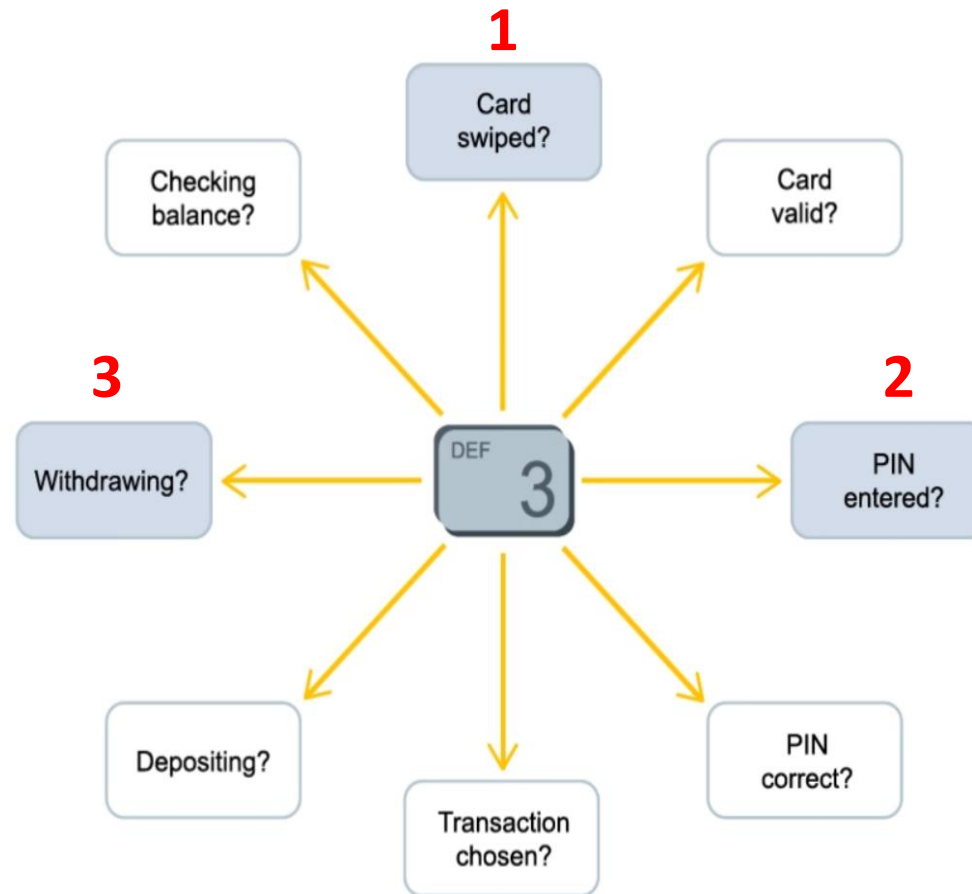 1
Card
swiped?
Checking
balance?
Card
valid?
3
2
Withdrawing?
DEF
3
PIN
entered?
Depositing?
PIN
correct?
Transaction
chosen?